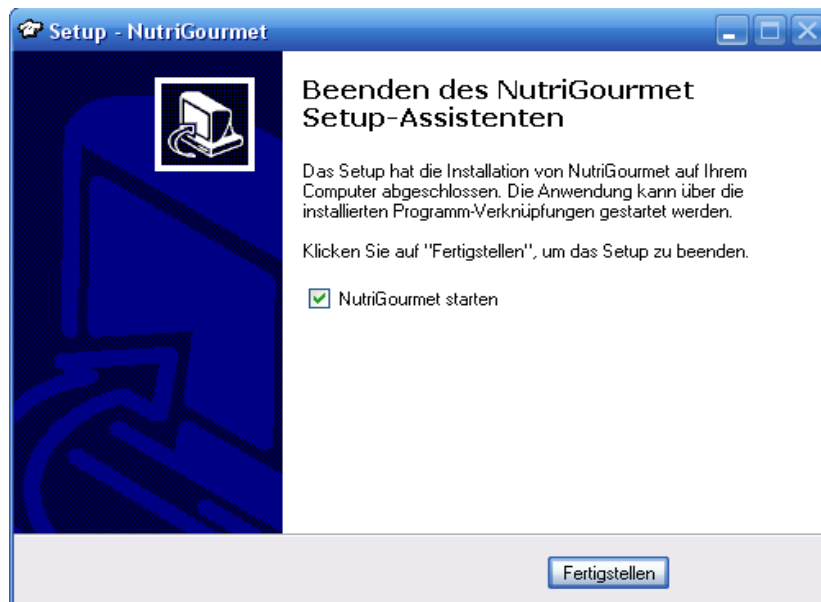 Setup - NutriGourmet
Beenden des NutriGourmet
Setup-Assistenten
Das Setup hat die Installation von NutriGourmet auf Ihrem
Computer abgeschlossen. Die Anwendung kann über die
installierten Programm-Verknüpfungen gestartet werden.
Klicken Sie auf "Fertigstellen", um das Setup zu beenden.
NutriGourmet starten
Fertigstellen